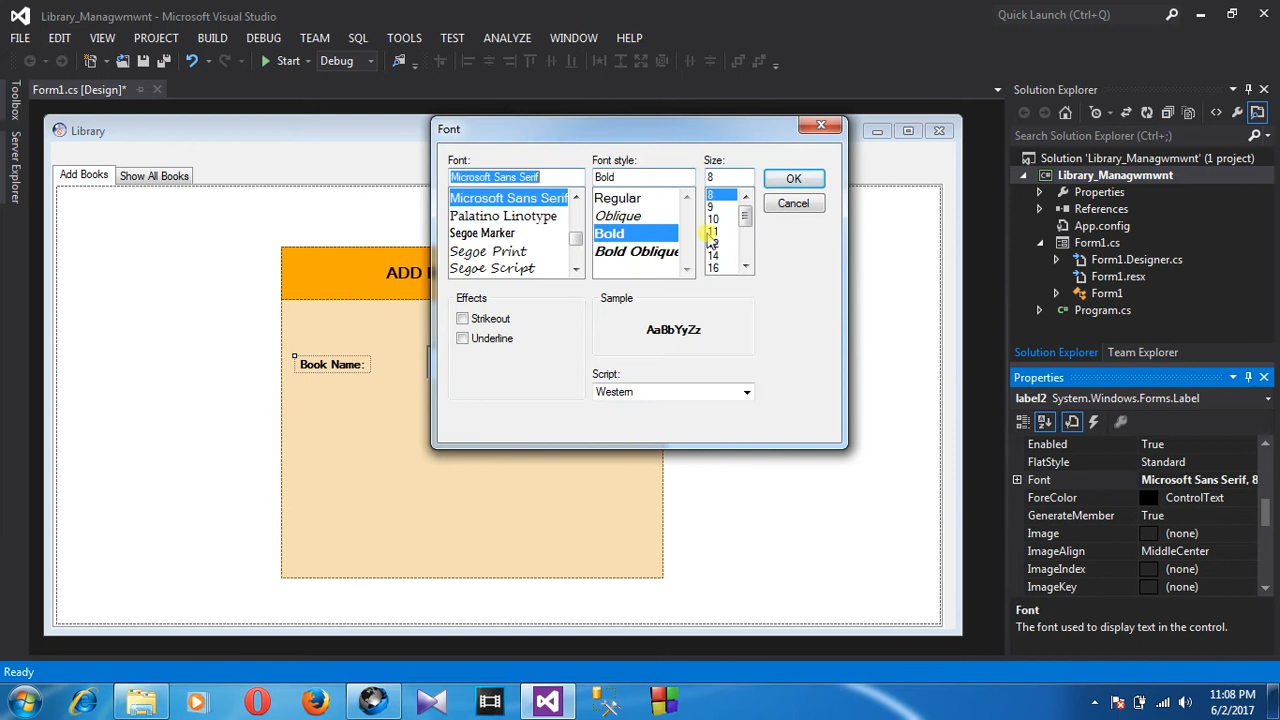 Library_Managwmwnt - Microsoft Visual Studio
Quick Launch (Ctrl+Q)
FILE EDIT VIEW PROJECT BUILD DEBUG TEAM SQL TOOLS TEST ANALYZE WINDOW HELP
Start Debug
Form1.cs [Design]*
Toolbox
Server Explorer
Library
Add Books Show All Books
ADD
Book Name:
Font
Font: Font style: Size:
Microsoft Sans Serif Bold 8
Microsoft Sans Serif
Palatino Linotype
Segoe Marker
Segoe Print
Segoe Script
Regular
Oblique
Bold
Bold Oblique
8
9
10
11
14
16
OK
Cancel
Effects
Strikeout
Underline
Sample
AaBbYyZz
Script:
Western
Solution Explorer
Search Solution Explorer (Ctrl+;)
Solution 'Library_Managwmwnt' (1 project)
Library_Managwmwnt
Properties
References
App.config
Form1.cs
Form1.Designer.cs
Form1.resx
Form1
Program.cs
Solution Explorer Team Explorer
Properties
label2 System.Windows.Forms.Label
Enabled True
FlatStyle Standard
Font Microsoft Sans Serif, 8
ForeColor ControlText
GenerateMember True
Image (none)
ImageAlign MiddleCenter
ImageIndex (none)
ImageKey (none)
Font
The font used to display text in the control.
Ready
11:08 PM
6/2/2017